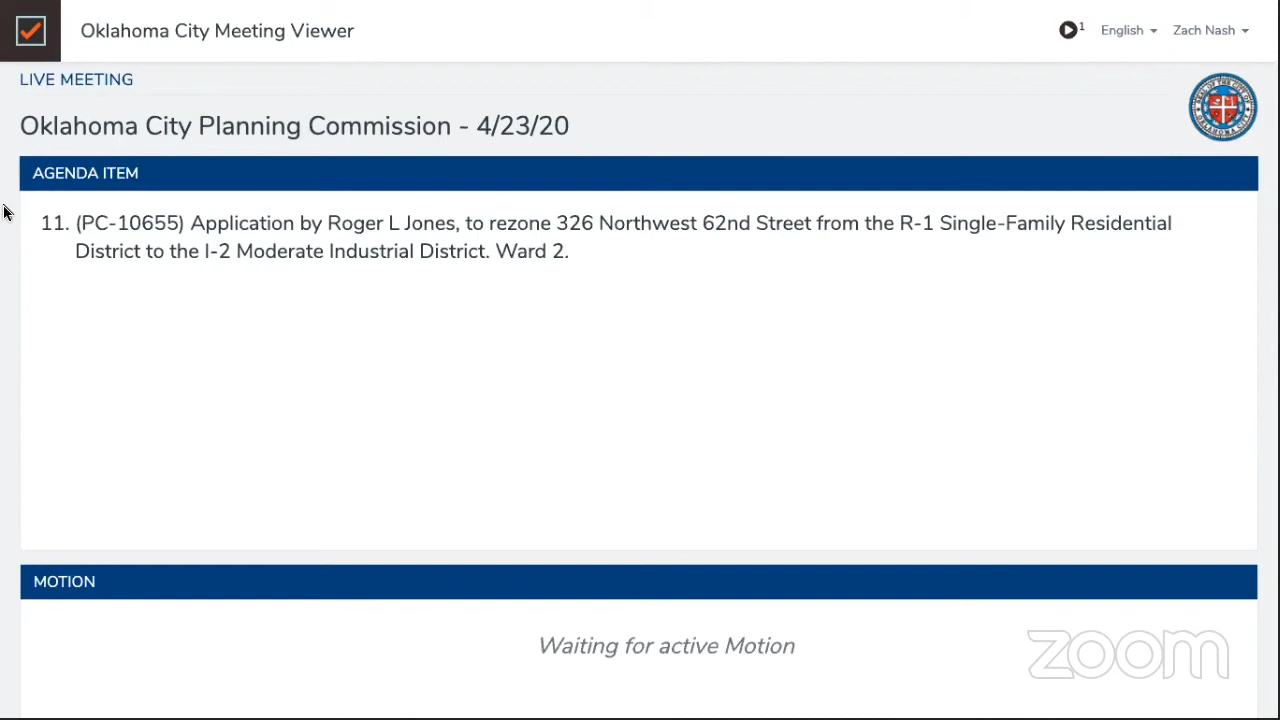 Oklahoma City Meeting Viewer
1
English
Zach Nash
LIVE MEETING
Oklahoma City Planning Commission - 4/23/20
AGENDA ITEM
11. (PC-10655) Application by Roger L Jones, to rezone 326 Northwest 62nd Street from the R-1 Single-Family Residential
District to the I-2 Moderate Industrial District. Ward 2.
MOTION
Waiting for active Motion
zoom